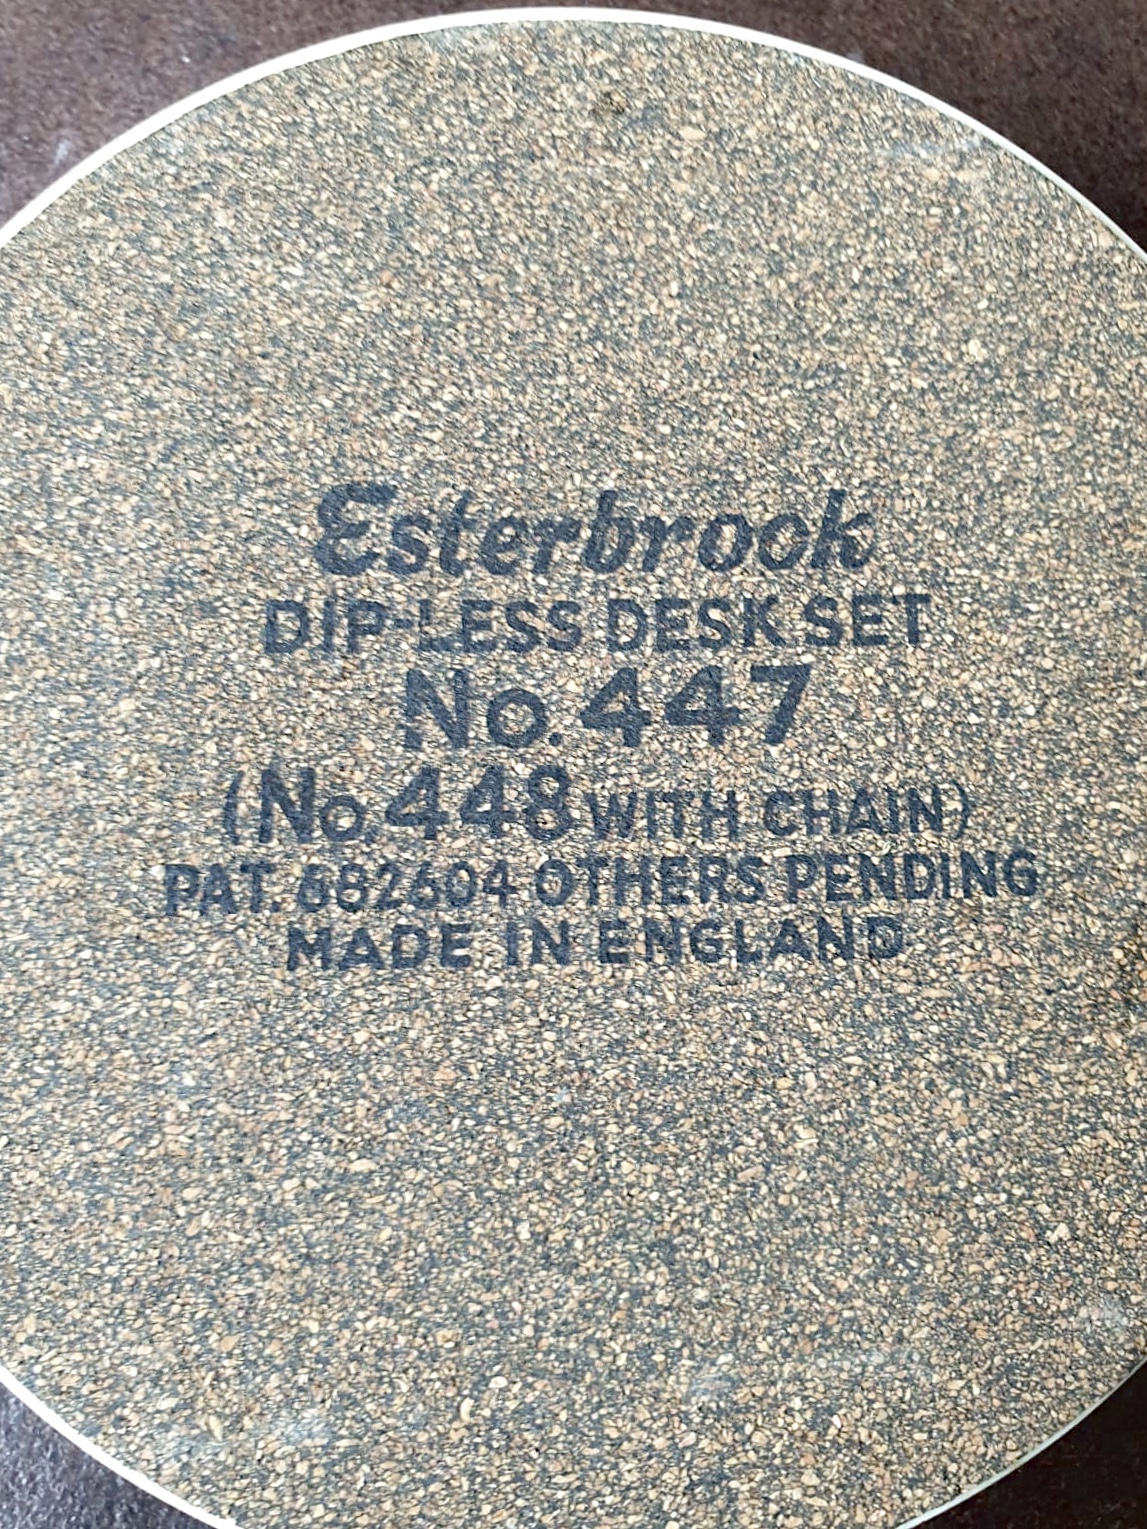 Esterbrook
DIP-LESS DESK SET
No. 447
(No. 448 WITH CHAIN)
PAT. 682604 OTHERS PENDING
MADE IN ENGLAND